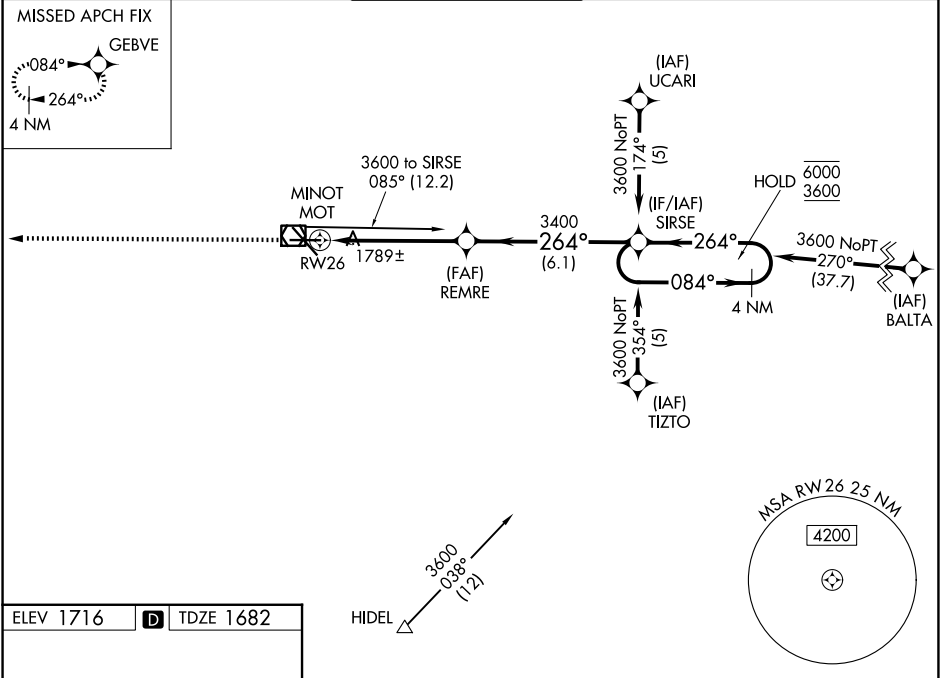 MISSED APCH FIX
GEBVE
084°
264°
4 NM
(IAF)
UCARI
3600 NoPT
174°
(5)
3600 to SIRSE
085° (12.2)
HOLD
6000
3600
MINOT
MOT
(IF/IAF)
SIRSE
3400
264°
(6.1)
264°
3600 NoPT
270°
(37.7)
1789±
RW26
(FAF)
REMRE
084°
4 NM
(IAF)
BALTA
3600 NoPT
354°
(5)
(IAF)
TIZTO
MSA RW26 25 NM
4200
3600
038°
(12)
HIDEL
ELEV 1716 D TDZE 1682